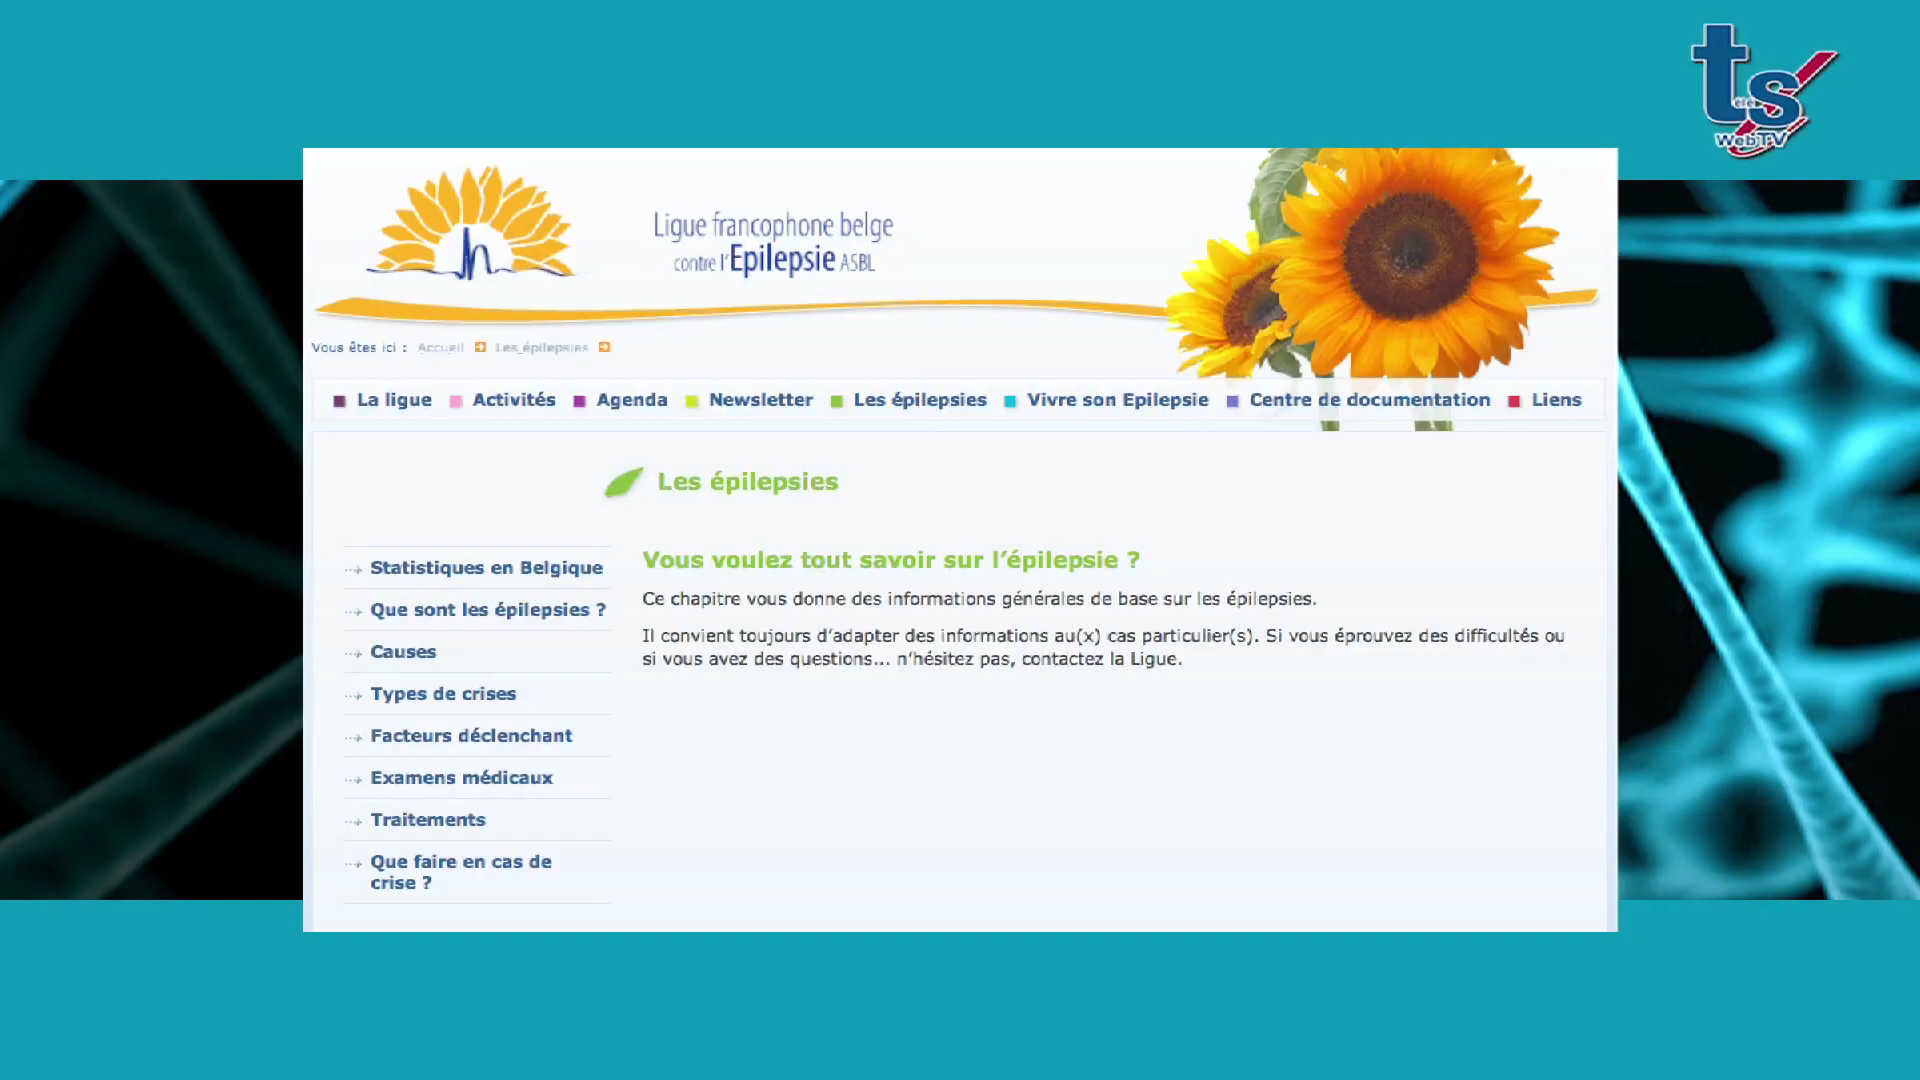 ts
télé
WebTV
Ligue francophone belge
contre l'Epilepsie ASBL
Vous êtes ici : Accueil Les épilepsies
La ligue Activités Agenda Newsletter Les épilepsies Vivre son Epilepsie Centre de documentation Liens
Les épilepsies
Statistiques en Belgique
Que sont les épilepsies ?
Causes
Types de crises
Facteurs déclenchant
Examens médicaux
Traitements
Que faire en cas de
crise ?
Vous voulez tout savoir sur l'épilepsie ?
Ce chapitre vous donne des informations générales de base sur les épilepsies.
Il convient toujours d'adapter des informations au(x) cas particulier(s). Si vous éprouvez des difficultés ou
si vous avez des questions... n'hésitez pas, contactez la Ligue.